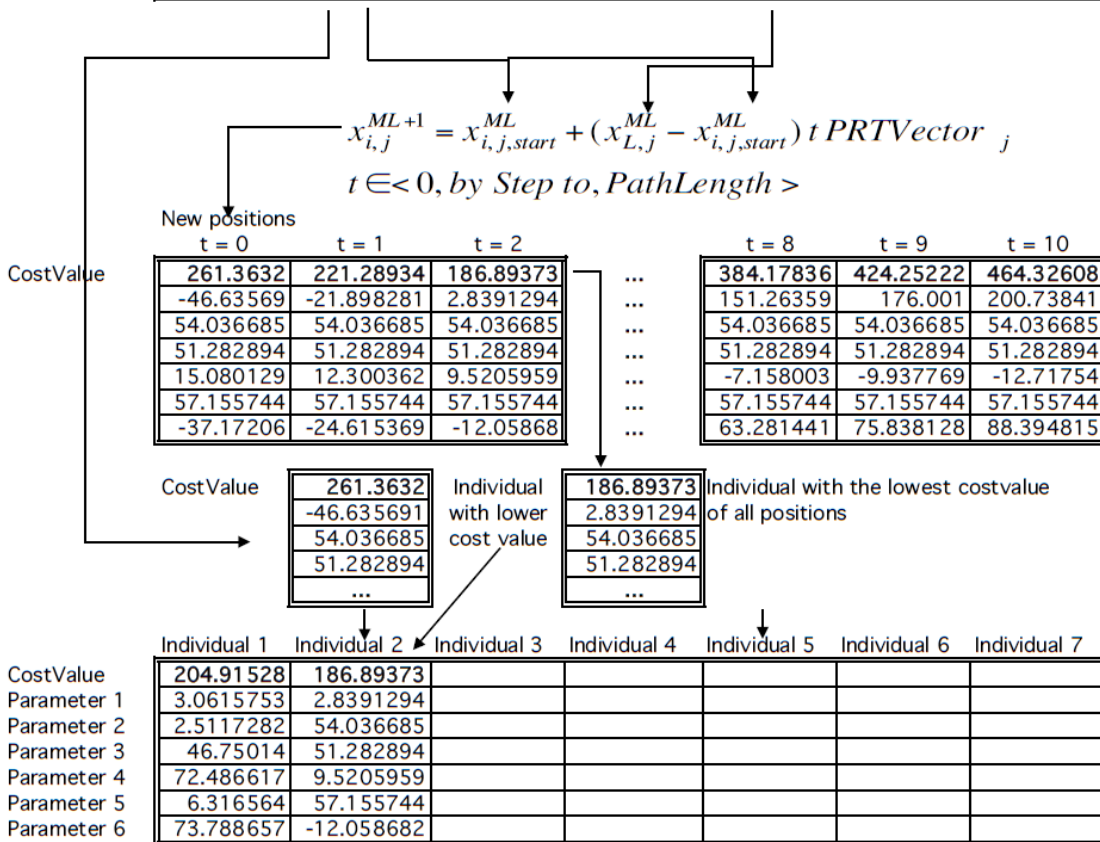 x_{i,j}^{ML+1} = x_{i,j,start}^{ML} + (x_{L,j}^{ML} − x_{i,j,start}^{ML}) t PRTVector _j
t ∈< 0, by Step to, PathLength >
New positions
t = 0 t = 1 t = 2 t = 8 t = 9 t = 10
CostValue 261.3632 221.28934 186.89373 ... 384.17836 424.25222 464.32608
-46.63569 -21.898281 2.8391294 ... 151.26359 176.001 200.73841
54.036685 54.036685 54.036685 ... 54.036685 54.036685 54.036685
51.282894 51.282894 51.282894 ... 51.282894 51.282894 51.282894
15.080129 12.300362 9.5205959 ... -7.158003 -9.937769 -12.71754
57.155744 57.155744 57.155744 ... 57.155744 57.155744 57.155744
-37.17206 -24.615369 -12.05868 ... 63.281441 75.838128 88.394815
CostValue 261.3632 Individual 186.89373 Individual with the lowest costvalue
-46.635691 with lower 2.8391294 of all positions
54.036685 cost value 54.036685
51.282894 51.282894
... ...
Individual 1 Individual 2 Individual 3 Individual 4 Individual 5 Individual 6 Individual 7
CostValue 204.91528 186.89373
Parameter 1 3.0615753 2.8391294
Parameter 2 2.5117282 54.036685
Parameter 3 46.75014 51.282894
Parameter 4 72.486617 9.5205959
Parameter 5 6.316564 57.155744
Parameter 6 73.788657 -12.058682